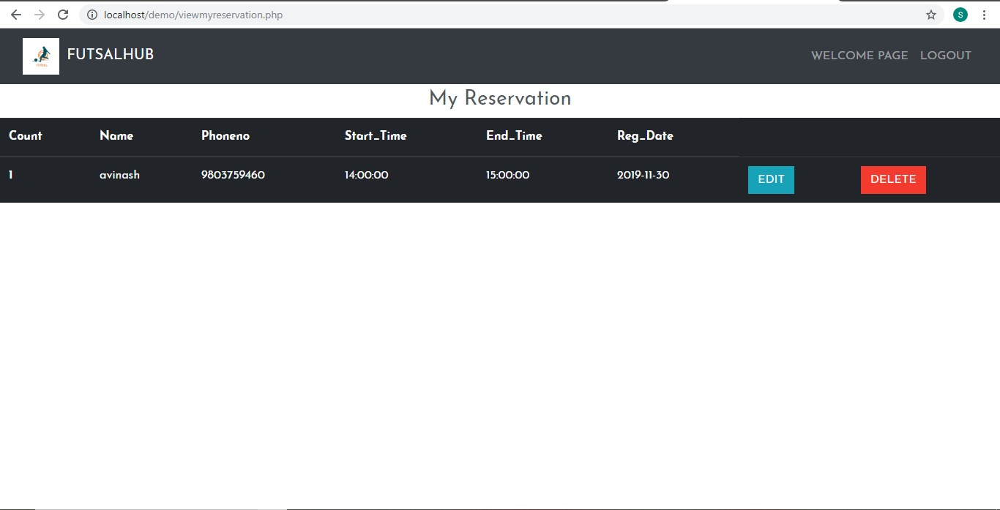 localhost/demo/viewmyreservation.php
S
FUTSALHUB
WELCOME PAGE LOGOUT
My Reservation
Count Name Phoneno Start_Time End_Time Reg_Date
1 avinash 9803759460 14:00:00 15:00:00 2019-11-30 EDIT DELETE